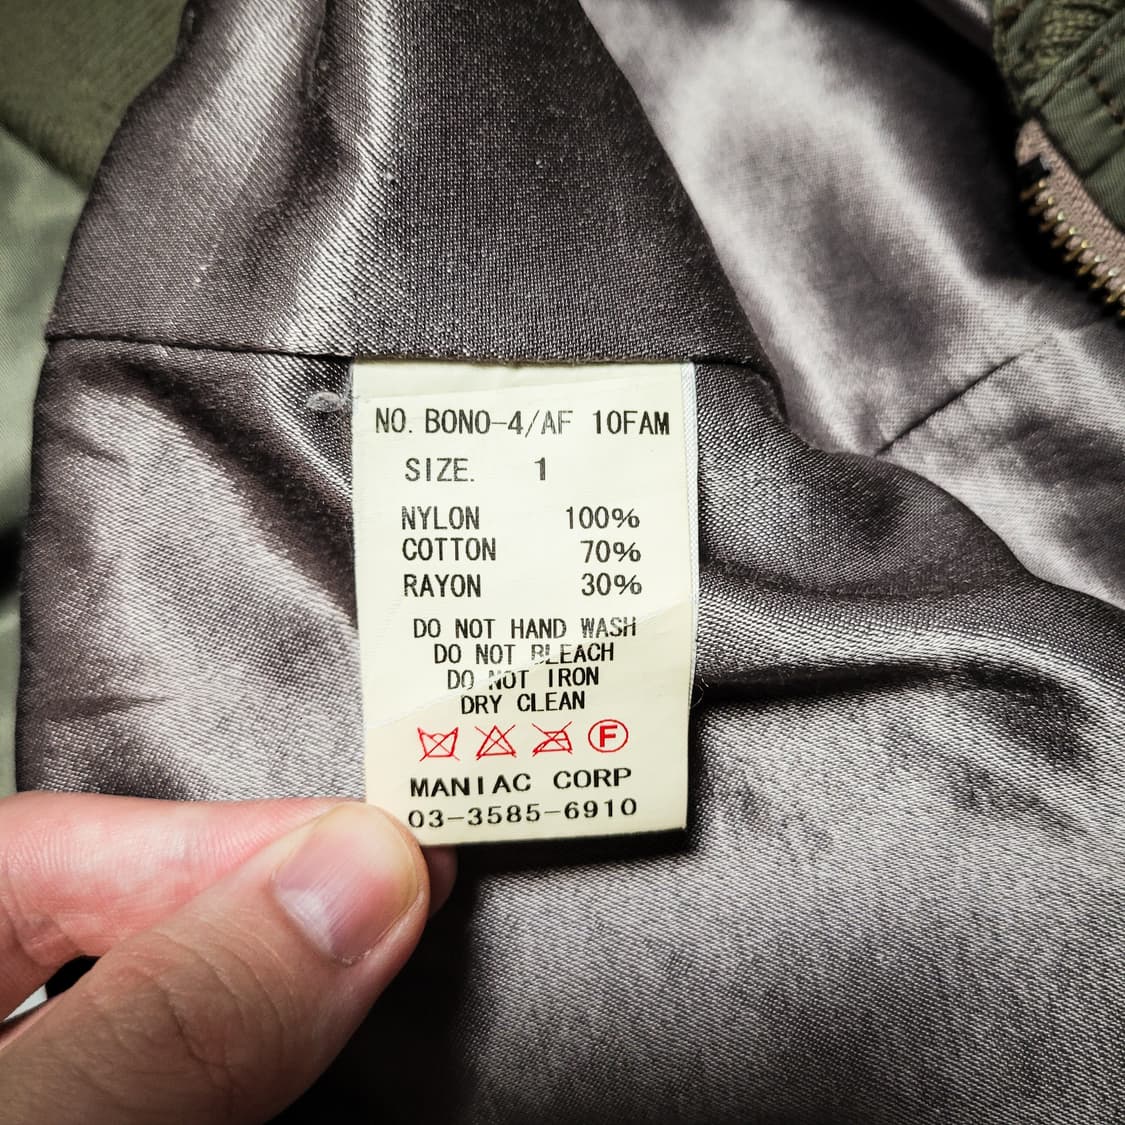 NO. BONO-4/AF 10FAM
SIZE. 1
NYLON 100%
COTTON 70%
RAYON 30%
DO NOT HAND WASH
DO NOT BLEACH
DO NOT IRON
DRY CLEAN
F
MANIAC CORP
03-3585-6910